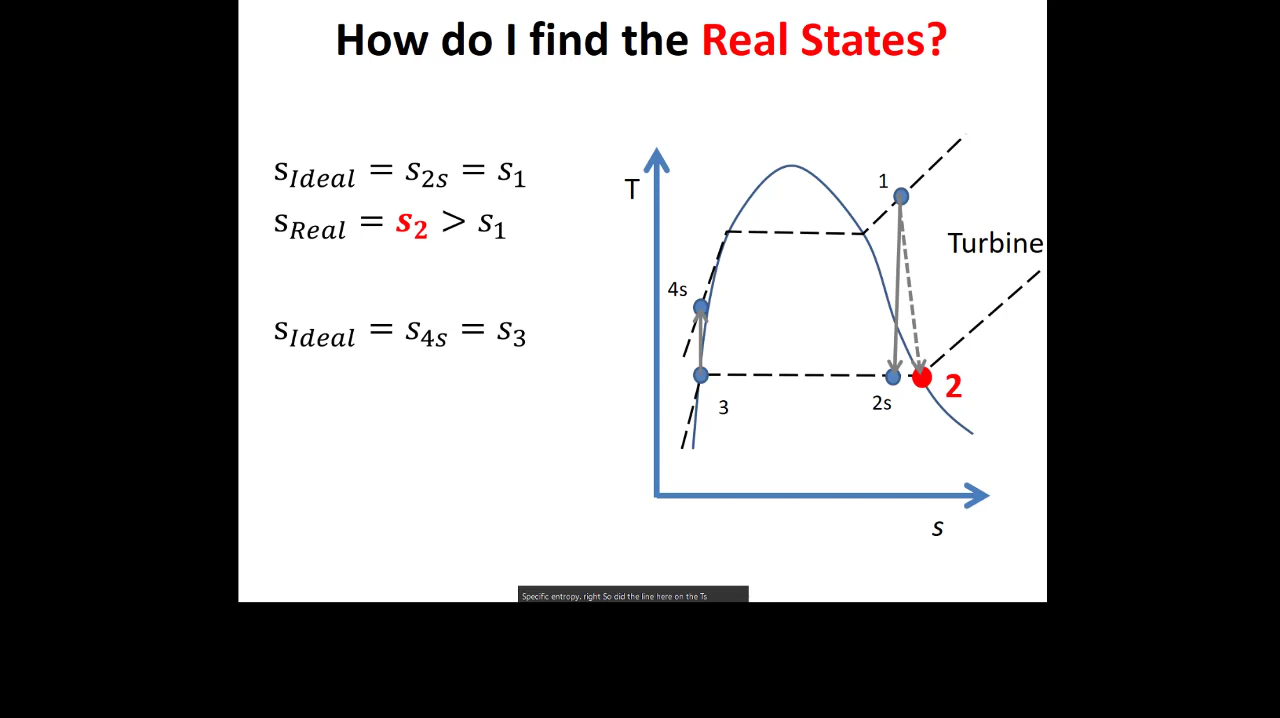 How do I find the Real States?
s_Ideal = s_2s = s_1
s_Real = s_2 > s_1
s_Ideal = s_4s = s_3
T
1
Turbine
4s
2
2s
3
s
Specific entropy, right So did the line here on the Ts